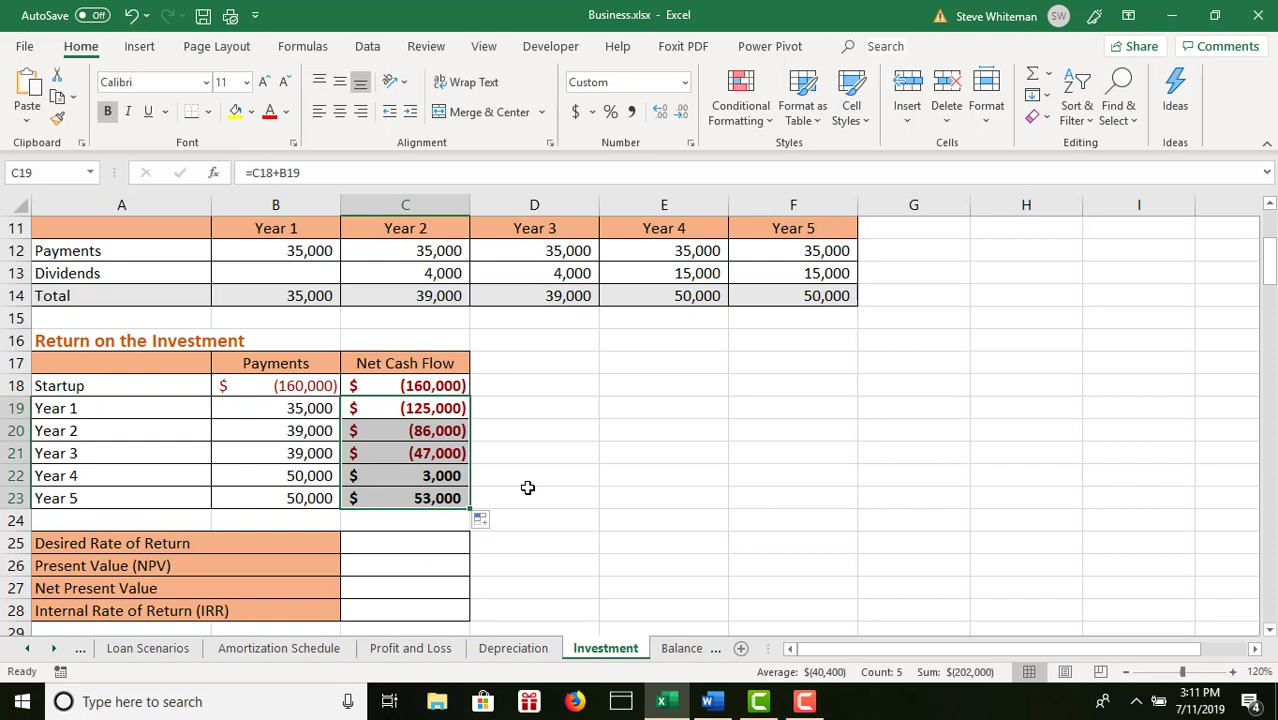 AutoSave Off Business.xlsx - Excel Steve Whiteman SW
File Home Insert Page Layout Formulas Data Review View Developer Help Foxit PDF Power Pivot Search Share Comments
Calibri 11 Wrap Text Custom
Paste B I U A Merge & Center $ % , Conditional Formatting Format as Table Cell Styles Insert Delete Format Sort & Filter Find & Select Ideas
Clipboard Font Alignment Number Styles Cells Editing Ideas
C19 fx =C18+B19
A B C D E F G H I
11 Year 1 Year 2 Year 3 Year 4 Year 5
12 Payments 35,000 35,000 35,000 35,000 35,000
13 Dividends 4,000 4,000 15,000 15,000
14 Total 35,000 39,000 39,000 50,000 50,000
15
16 Return on the Investment
17 Payments Net Cash Flow
18 Startup $ (160,000) $ (160,000)
19 Year 1 35,000 $ (125,000)
20 Year 2 39,000 $ (86,000)
21 Year 3 39,000 $ (47,000)
22 Year 4 50,000 $ 3,000
23 Year 5 50,000 $ 53,000
24
25 Desired Rate of Return
26 Present Value (NPV)
27 Net Present Value
28 Internal Rate of Return (IRR)
29
... Loan Scenarios Amortization Schedule Profit and Loss Depreciation Investment Balance ...
Ready Average: $(40,400) Count: 5 Sum: $(202,000) 120%
Type here to search 3:11 PM
7/11/2019 4